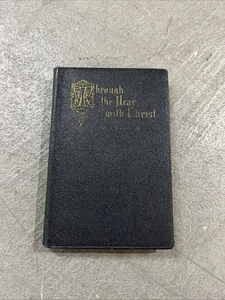 Through
the Year
with Christ